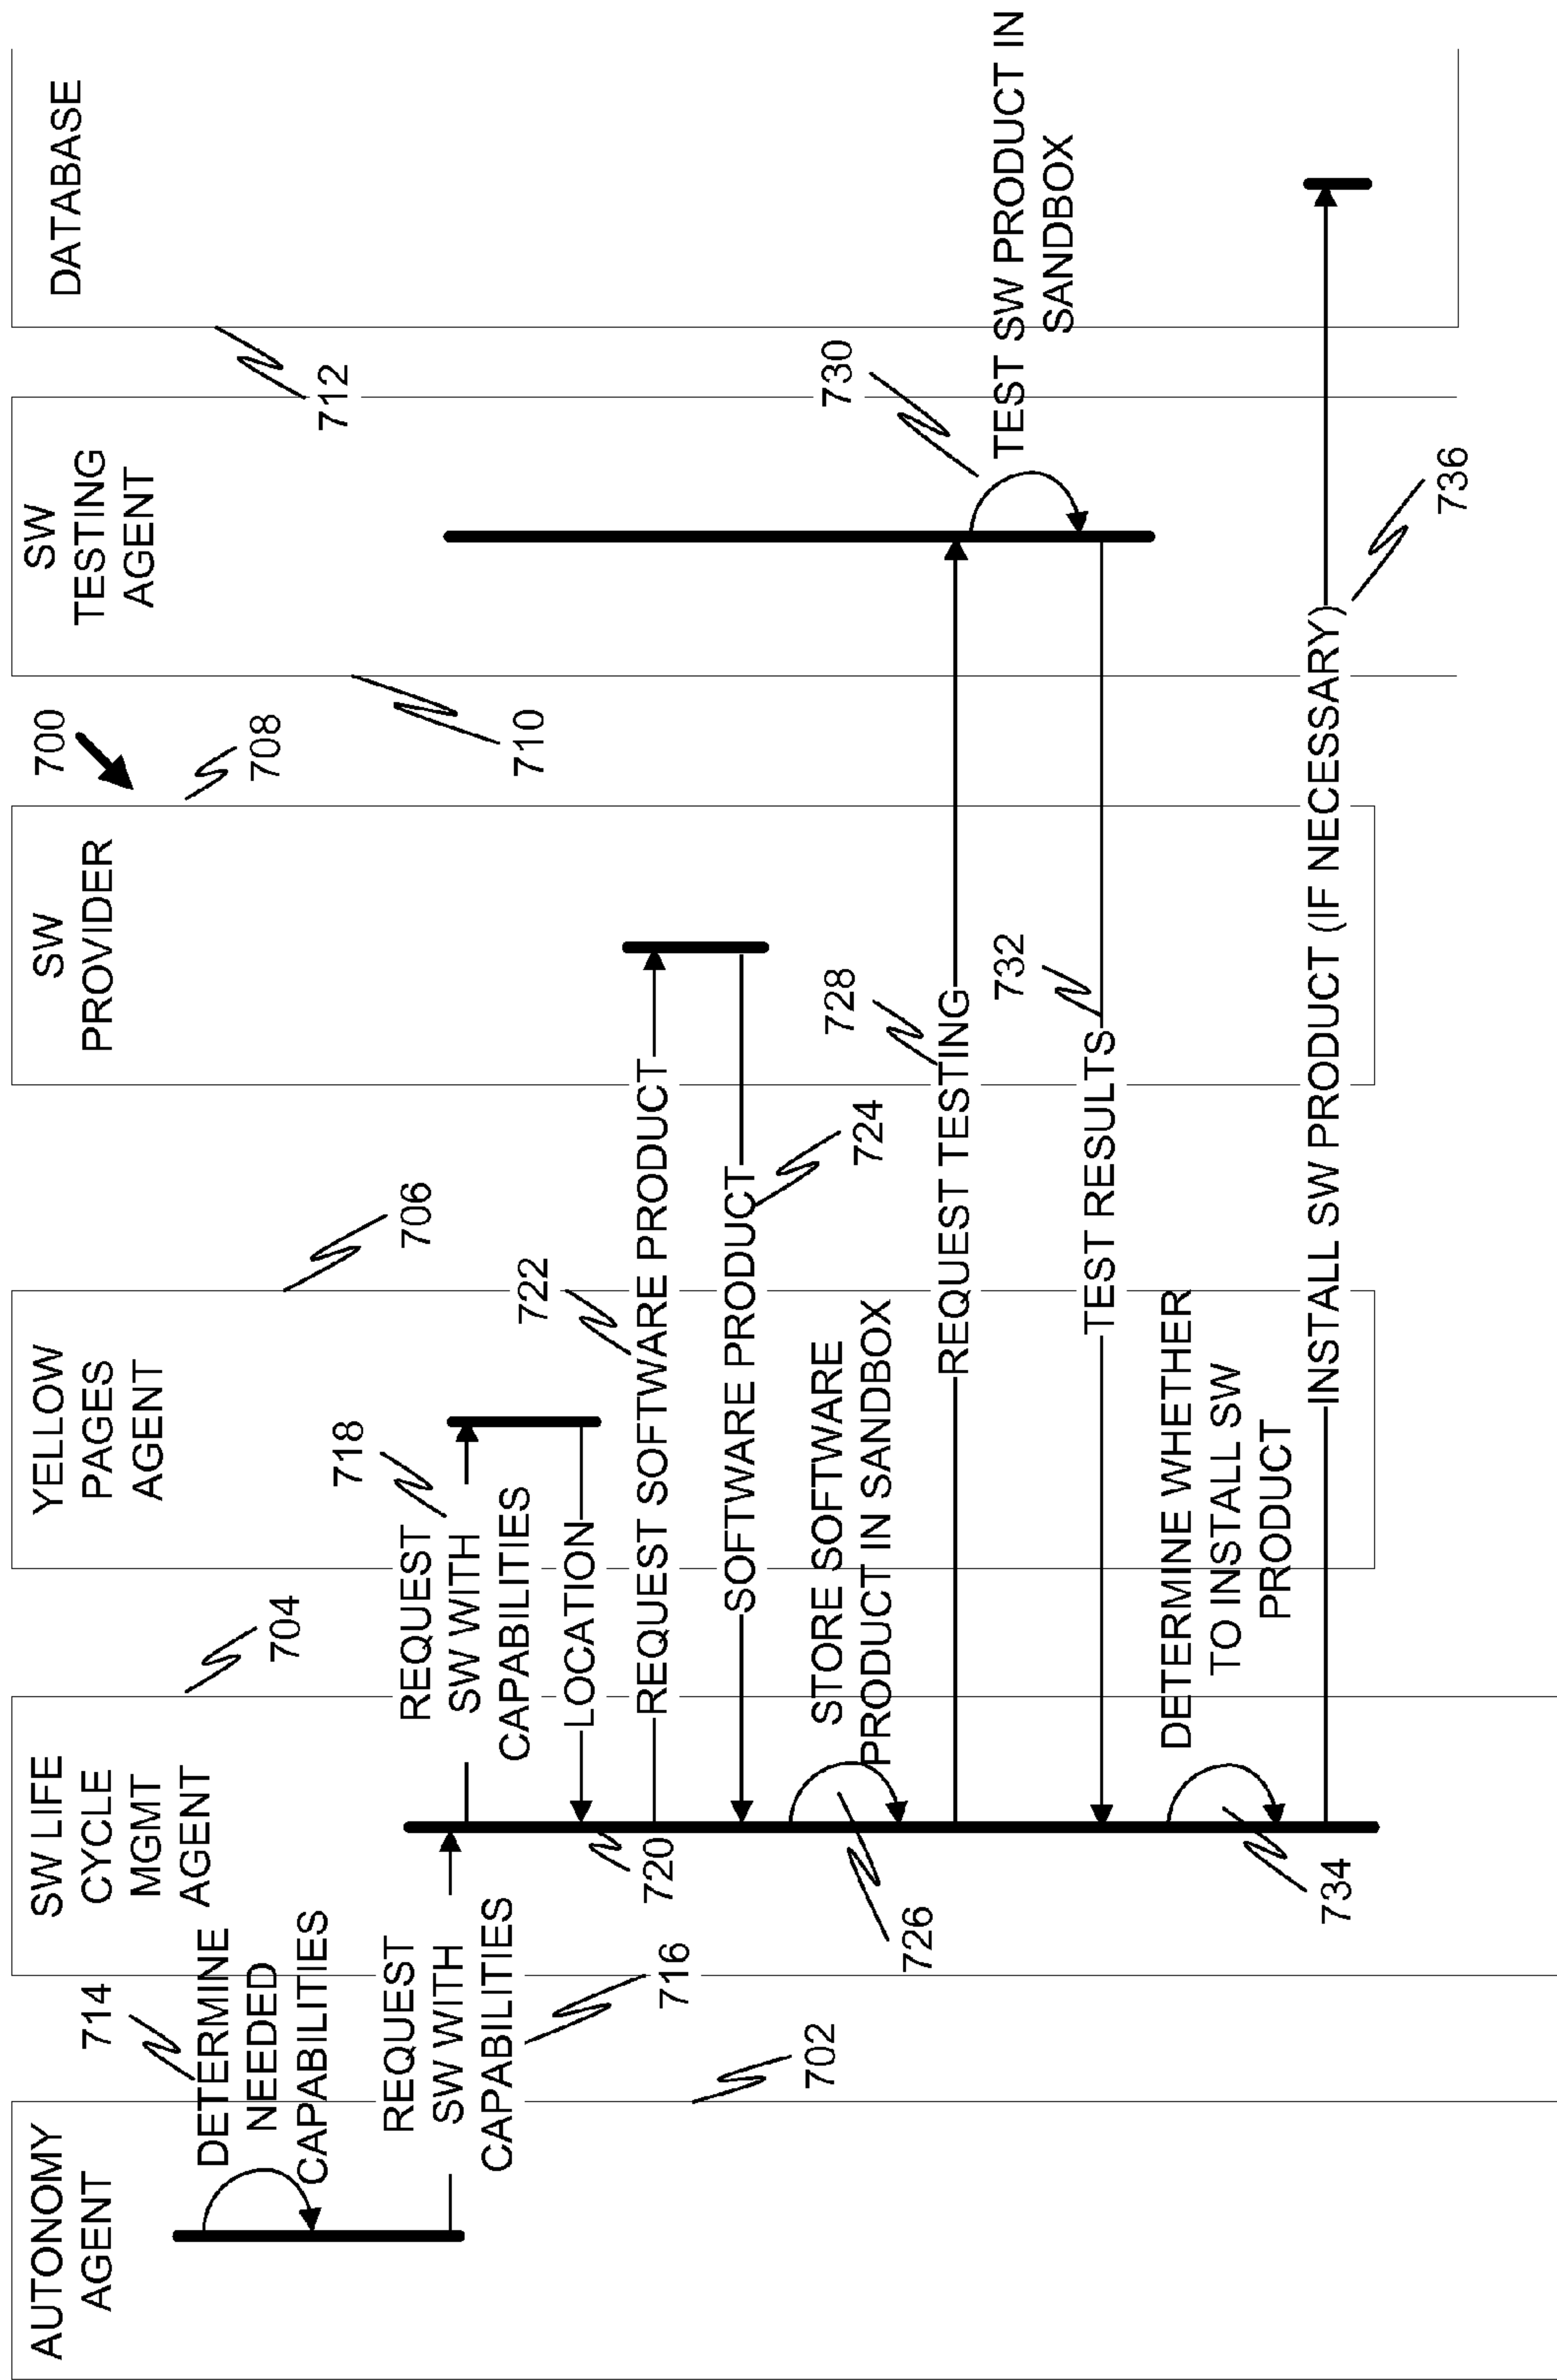 700
AUTONOMY
AGENT
702
SW LIFE
CYCLE
MGMT
AGENT
704
YELLOW
PAGES
AGENT
706
SW
PROVIDER
708
SW
TESTING
AGENT
710
DATABASE
712
714
DETERMINE
NEEDED
CAPABILITIES
REQUEST
SW WITH
CAPABILITIES
716
718
REQUEST
SW WITH
CAPABILITIES
LOCATION
720
722
REQUEST SOFTWARE PRODUCT
SOFTWARE PRODUCT
724
STORE SOFTWARE
PRODUCT IN SANDBOX
726
728
REQUEST TESTING
730
TEST SW PRODUCT IN
SANDBOX
732
TEST RESULTS
DETERMINE WHETHER
TO INSTALL SW
PRODUCT
734
INSTALL SW PRODUCT (IF NECESSARY)
736